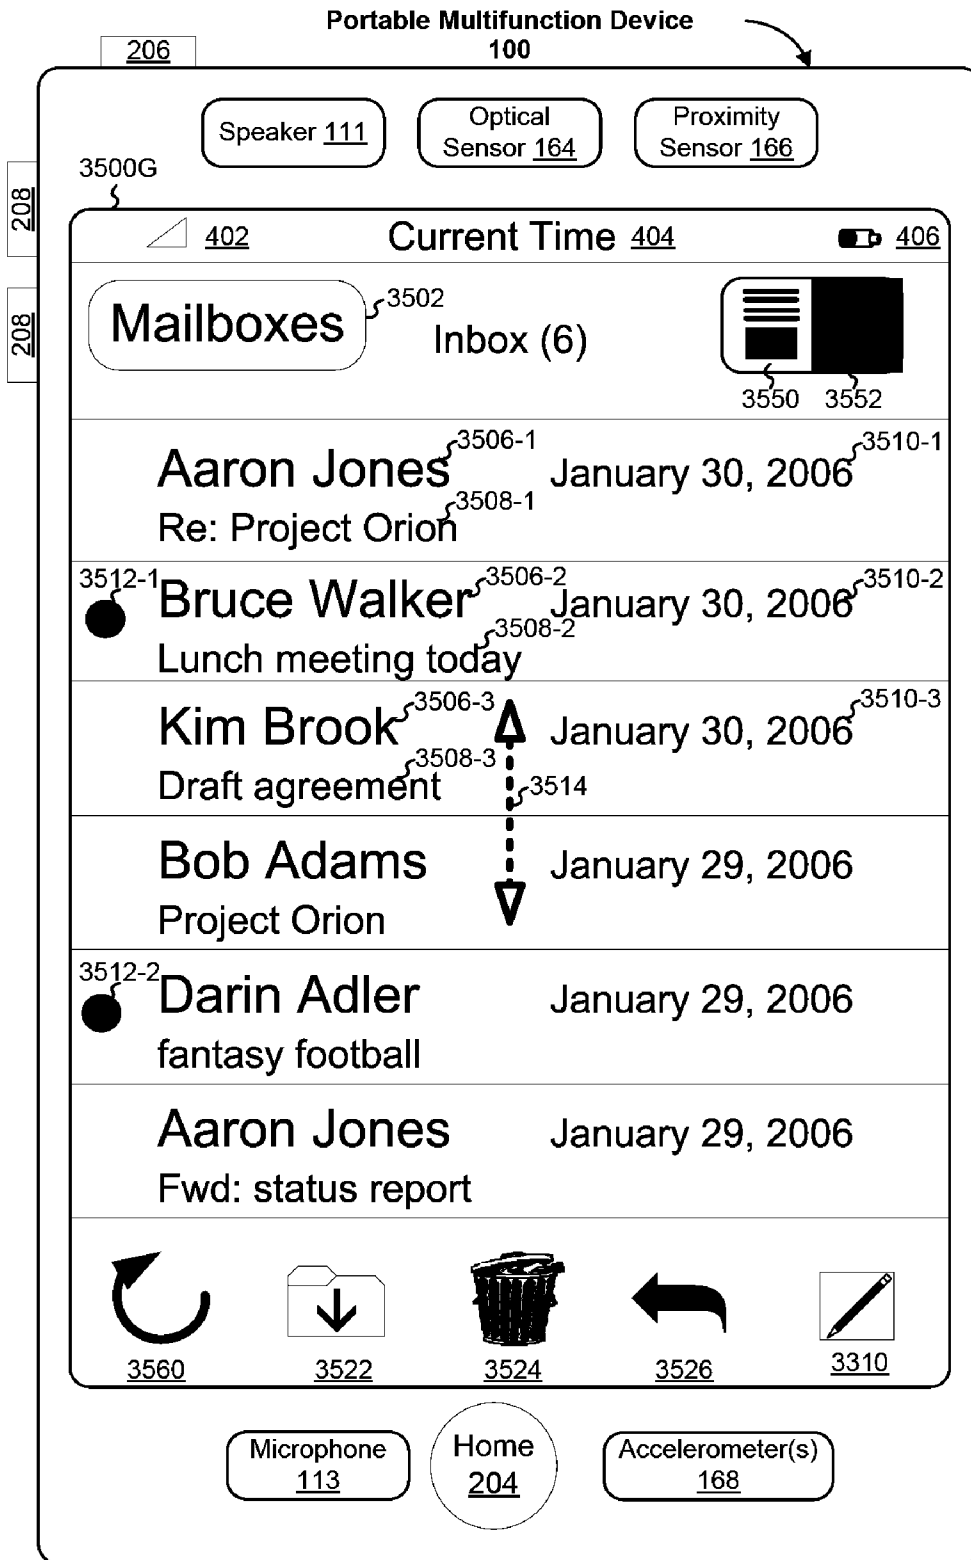 Portable Multifunction Device
100
206
Speaker 111
Optical
Sensor 164
Proximity
Sensor 166
3500G
208
208
402
Current Time 404
406
Mailboxes
3502
Inbox (6)
3550
3552
Aaron Jones
3506-1
January 30, 2006
3510-1
Re: Project Orion
3508-1
3512-1
Bruce Walker
3506-2
January 30, 2006
3510-2
Lunch meeting today
3508-2
Kim Brook
3506-3
January 30, 2006
3510-3
Draft agreement
3508-3
3514
Bob Adams
January 29, 2006
Project Orion
3512-2
Darin Adler
January 29, 2006
fantasy football
Aaron Jones
January 29, 2006
Fwd: status report
3560
3522
3524
3526
3310
Microphone
113
Home
204
Accelerometer(s)
168